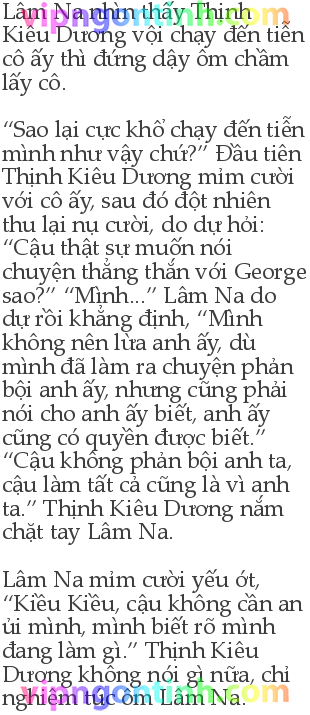 Lâm Na nhìn thấy Thịnh
vipngontinh.com
Kiêu Dương vội chạy đến tiễn
cô ấy thì đứng dậy ôm chầm
lấy cô.
“Sao lại cực khổ chạy đến tiễn
mình như vậy chứ?” Đầu tiên
Thịnh Kiêu Dương mỉm cười
với cô ấy, sau đó đột nhiên
thu lại nụ cười, do dự hỏi:
“Cậu thật sự muốn nói
chuyện thẳng thắn với George
sao?” “Mình...” Lâm Na do
dự rồi khẳng định, “Mình
không nên lừa anh ấy, dù
mình đã làm ra chuyện phản
bội anh ấy, nhưng cũng phải
nói cho anh ấy biết, anh ấy
cũng có quyền được biết.”
“Cậu không phản bội anh ta,
cậu làm tất cả cũng là vì anh
ta.” Thịnh Kiêu Dương nắm
chặt tay Lâm Na.
Lâm Na mỉm cười yếu ớt,
“Kiều Kiều, cậu không cần an
ủi mình, mình biết rõ mình
đang làm gì.” Thịnh Kiêu
Dương không nói gì nữa, chỉ
nghiêm túc ôm Lâm Na.
vipngontinh.com